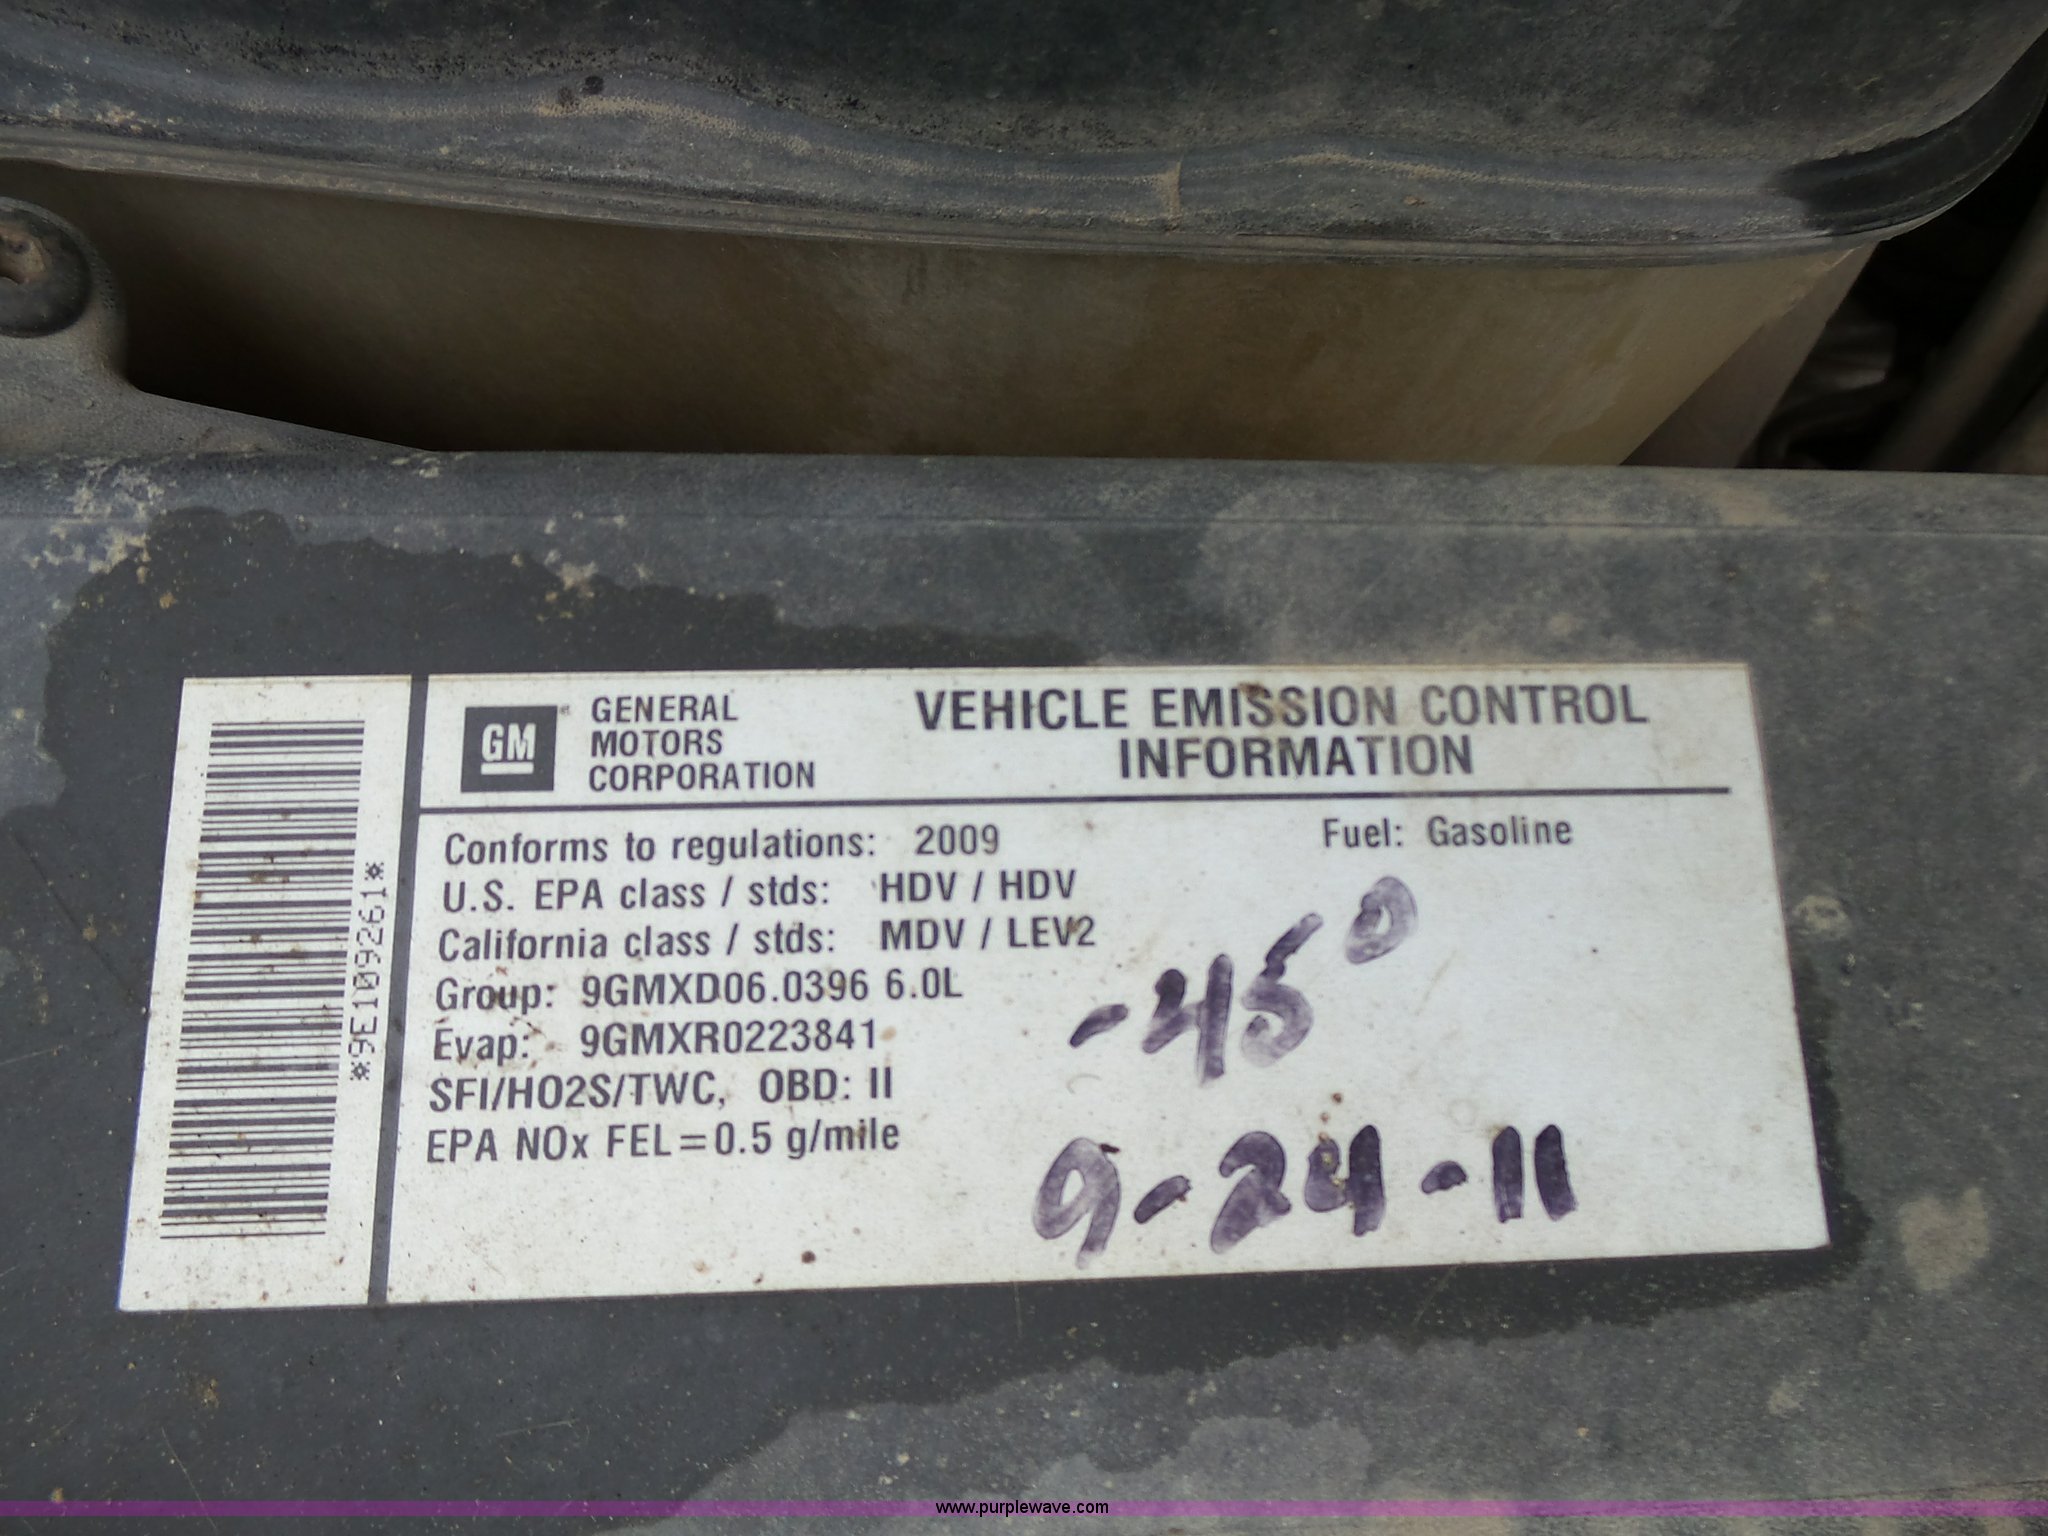 *9E109261*
GM
GENERAL
MOTORS
CORPORATION
VEHICLE EMISSION CONTROL
INFORMATION
Conforms to regulations: 2009
Fuel: Gasoline
U.S. EPA class / stds: HDV / HDV
California class / stds: MDV / LEV2
Group: 9GMXD06.0396 6.0L
Evap: 9GMXR0223841
SFI/HO2S/TWC, OBD: II
EPA NOx FEL=0.5 g/mile
-45°
9-24-11
www.purplewave.com